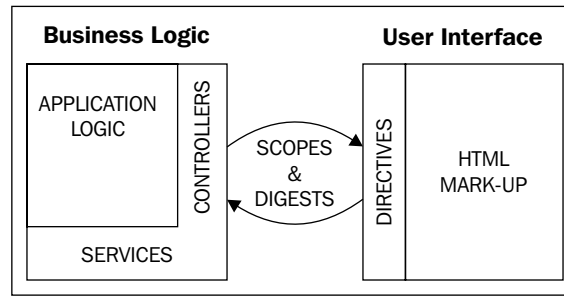 Business Logic
User Interface
APPLICATION
LOGIC
CONTROLLERS
SERVICES
SCOPES
&
DIGESTS
DIRECTIVES
HTML
MARK-UP